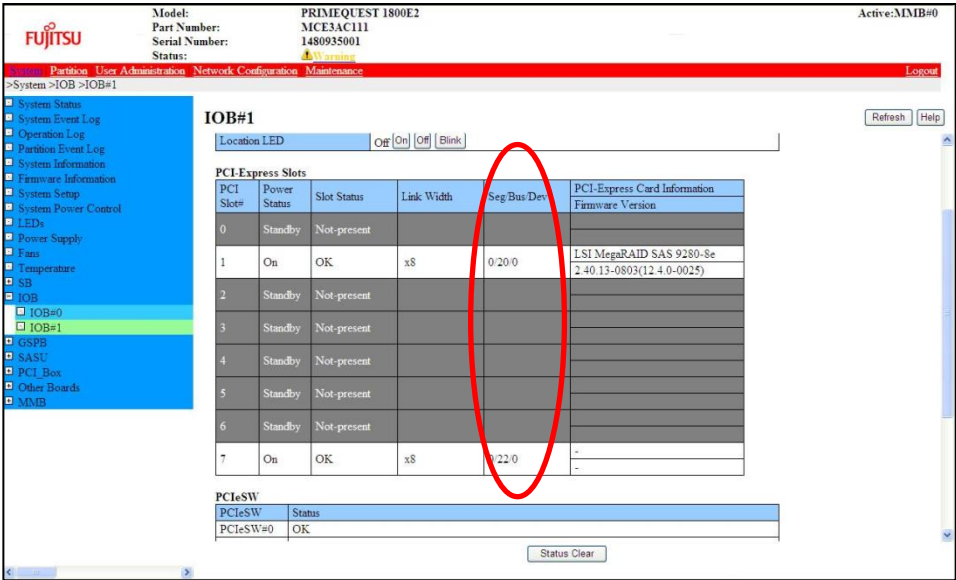 FUJITSU
Model: PRIMEQUEST 1800E2 Active:MMB#0
Part Number: MCE3AC111
Serial Number: 1480935001
Status: Warning
System Partition User Administration Network Configuration Maintenance Logout
>System >IOB >IOB#1
System Status
System Event Log
Operation Log
Partition Event Log
System Information
Firmware Information
System Setup
System Power Control
LEDs
Power Supply
Fans
Temperature
SB
IOB
IOB#0
IOB#1
GSPB
SASU
PCI_Box
Other Boards
MMB
IOB#1 Refresh Help
Location LED Off On Off Blink
PCI-Express Slots
PCI Slot# Power Status Slot Status Link Width Seg/Bus/Dev PCI-Express Card Information
Firmware Version
0 Standby Not-present
1 On OK x8 0/20/0 LSI MegaRAID SAS 9280-8e
2.40.13-0803(12.4.0-0025)
2 Standby Not-present
3 Standby Not-present
4 Standby Not-present
5 Standby Not-present
6 Standby Not-present
7 On OK x8 0/22/0 -
-
PCIeSW
PCIeSW Status
PCIeSW#0 OK
Status Clear